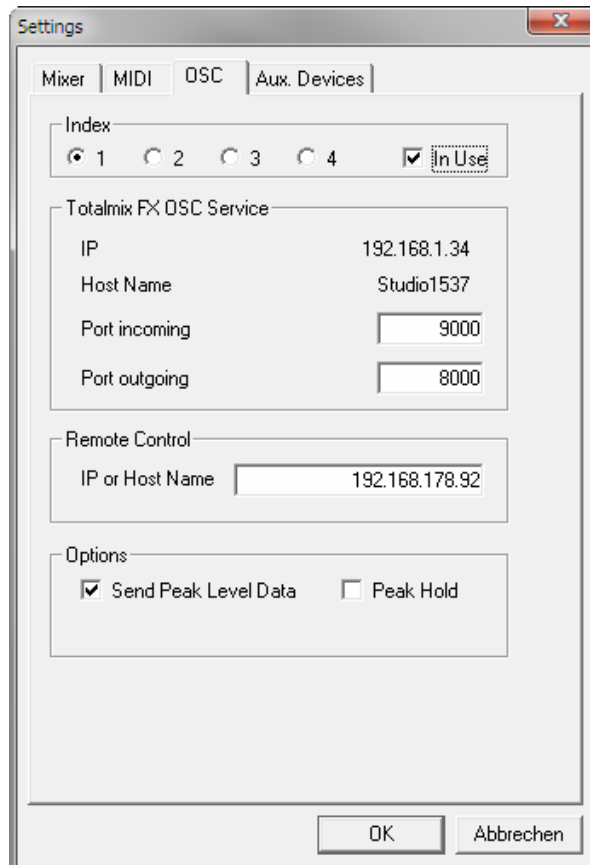 Settings
Mixer MIDI OSC Aux. Devices
Index
1 2 3 4 In Use
Totalmix FX OSC Service
IP 192.168.1.34
Host Name Studio1537
Port incoming 9000
Port outgoing 8000
Remote Control
IP or Host Name 192.168.178.92
Options
Send Peak Level Data Peak Hold
OK Abbrechen